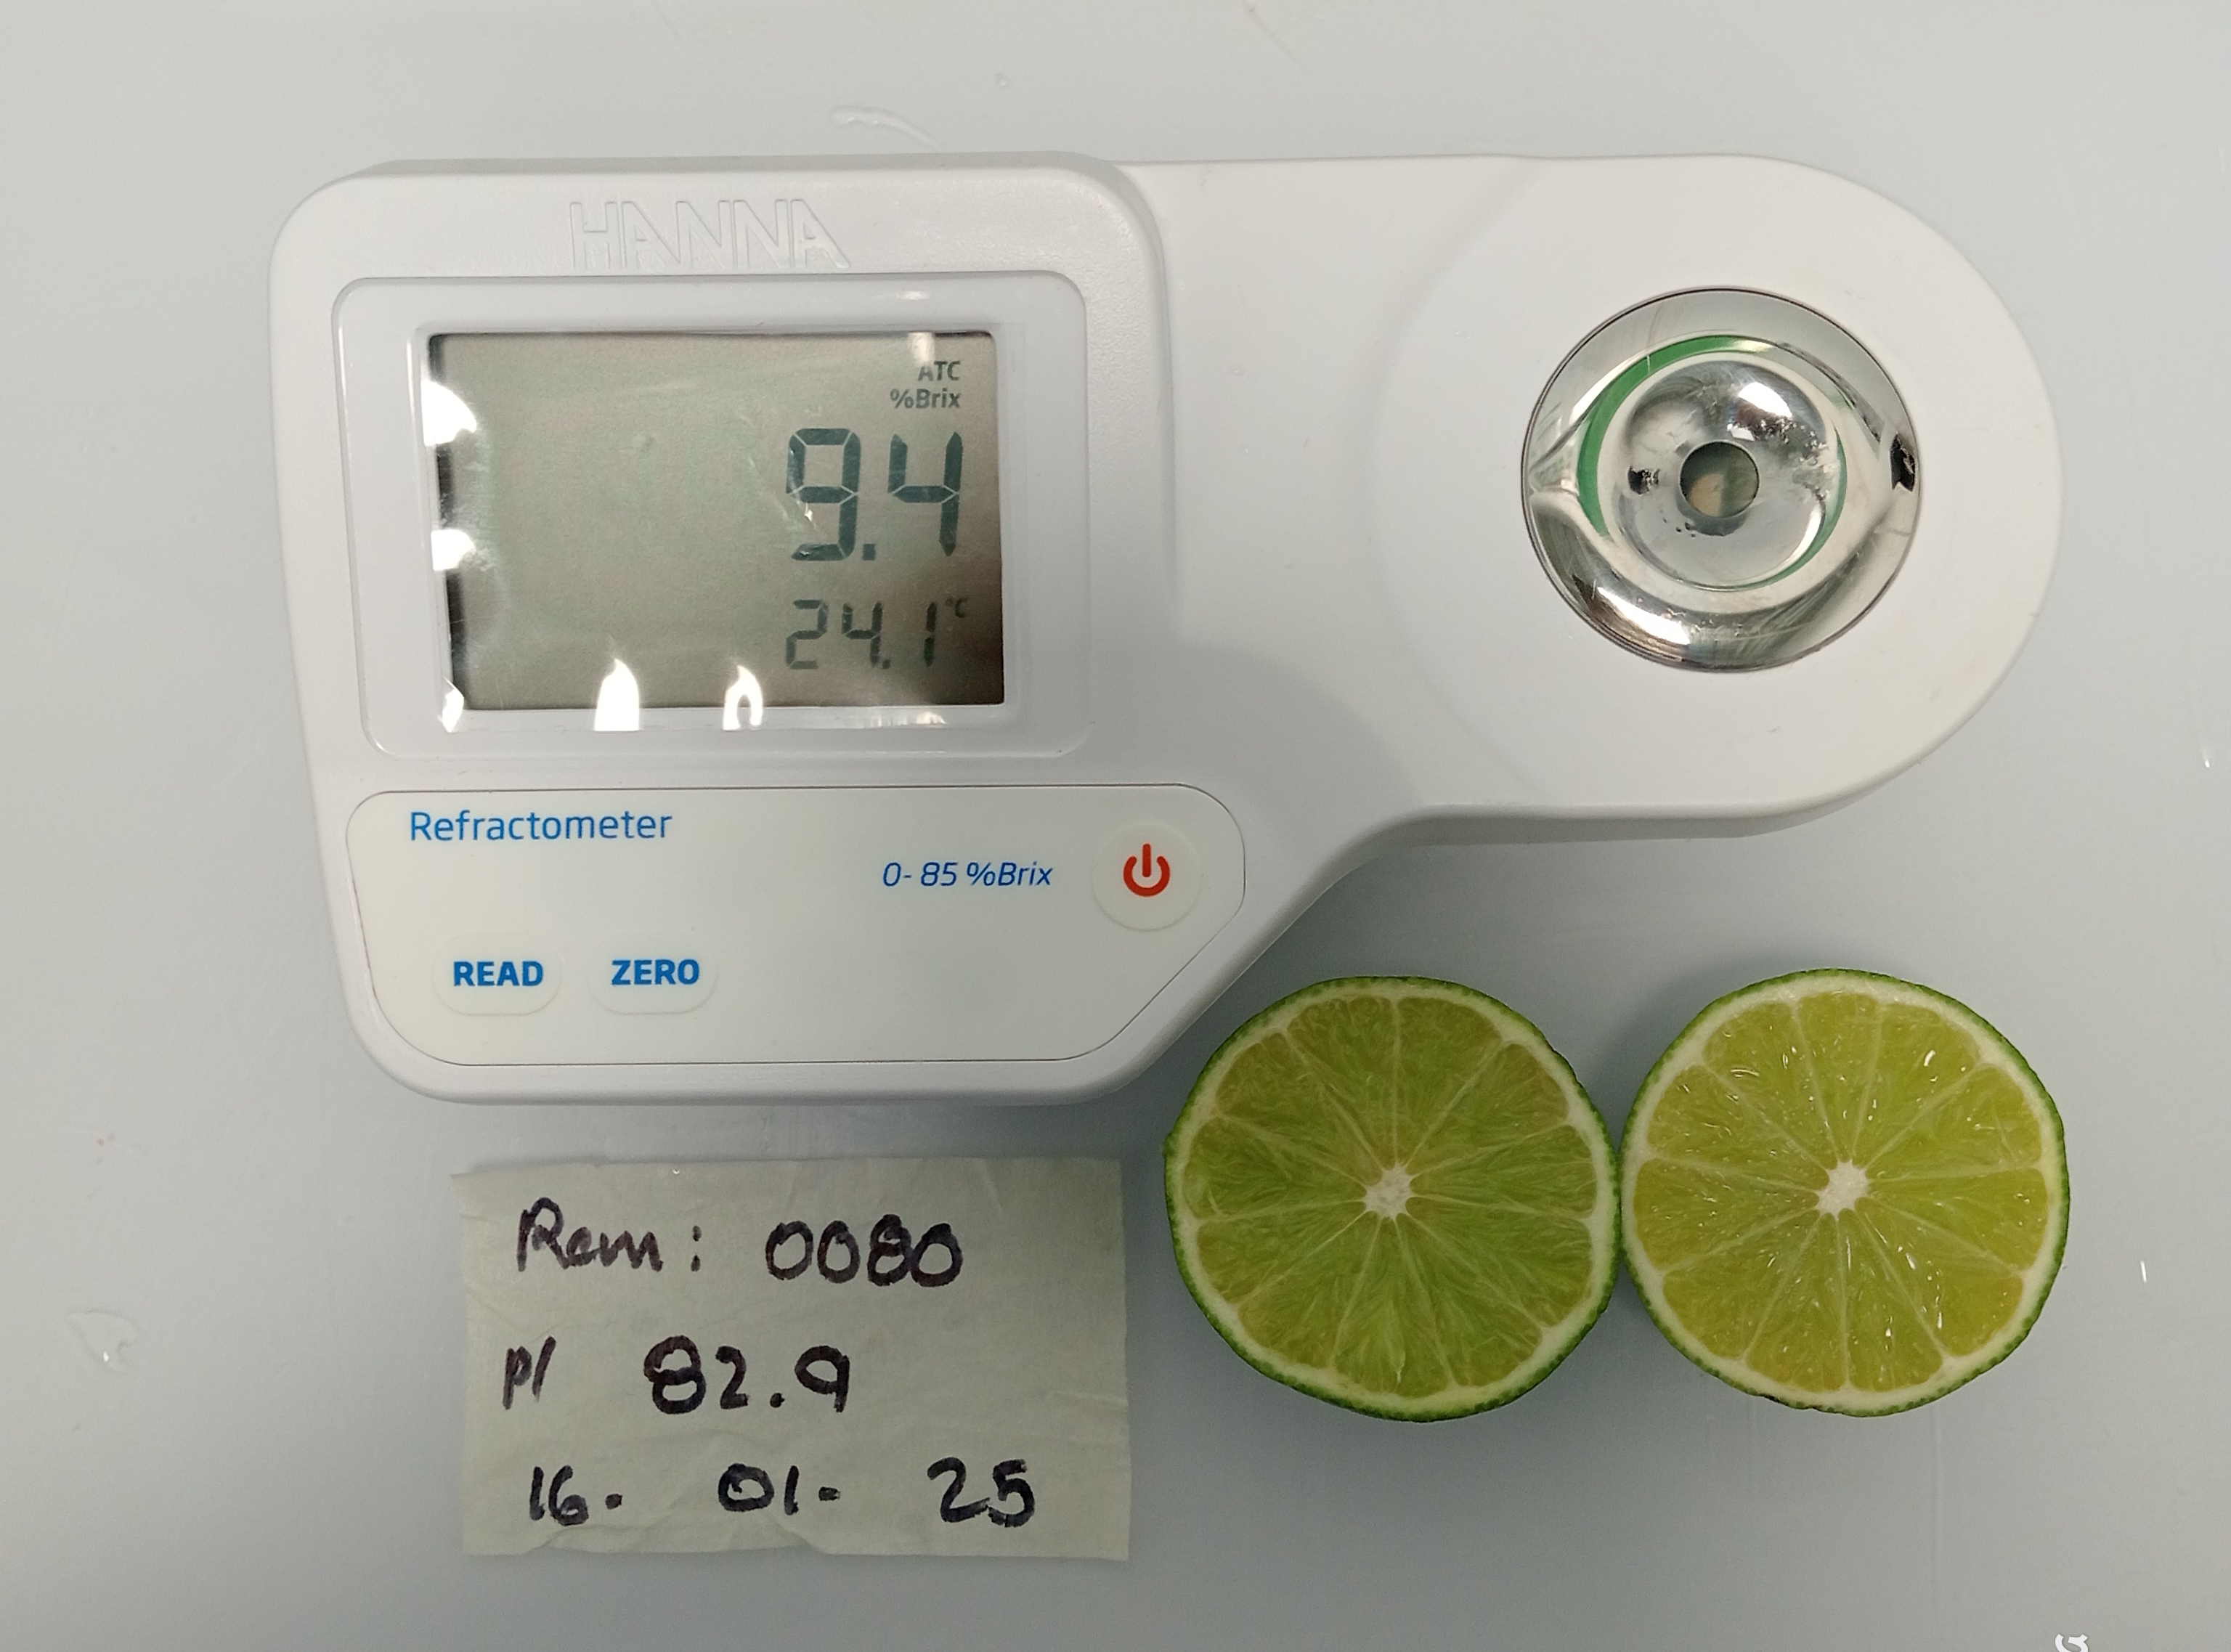 HANNA
ATC
%Brix
9.4
24.1 °C
Refractometer
0- 85 %Brix
READ ZERO
Rem: 0080
P/ 82.9
16. 01. 25